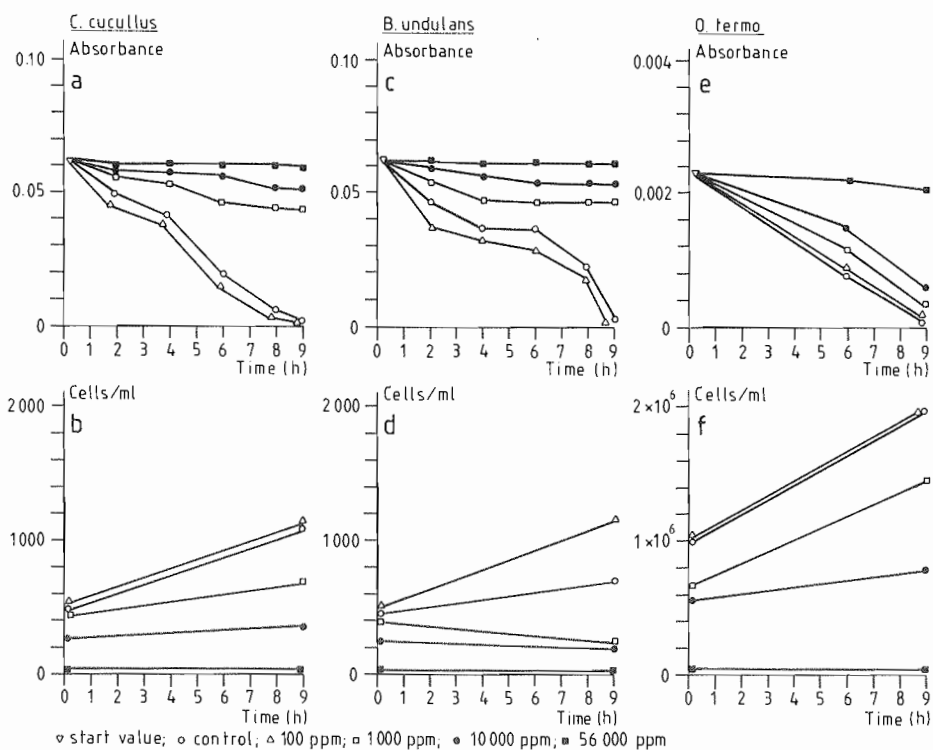 C. cucullus
Absorbance
0.10
a
0.05
0
0 1 2 3 4 5 6 7 8 9
Time (h)
B. undulans
Absorbance
0.10
c
0.05
0
0 1 2 3 4 5 6 7 8 9
Time (h)
O. termo
Absorbance
0.004
e
0.002
0
0 1 2 3 4 5 6 7 8 9
Time (h)
Cells/ml
2 000
b
1000
0
0 1 2 3 4 5 6 7 8 9
Time (h)
Cells/ml
2 000
d
1000
0
0 1 2 3 4 5 6 7 8 9
Time (h)
Cells/ml
2×10⁶
f
1×10⁶
0
0 1 2 3 4 5 6 7 8 9
Time (h)
▿ start value; ○ control; △ 100 ppm; □ 1 000 ppm; ● 10 000 ppm; ■ 56 000 ppm